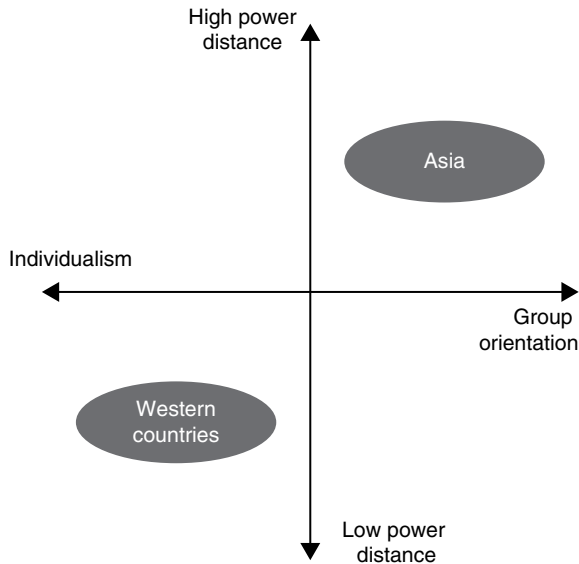 High power
distance
Asia
Individualism
Group
orientation
Western
countries
Low power
distance